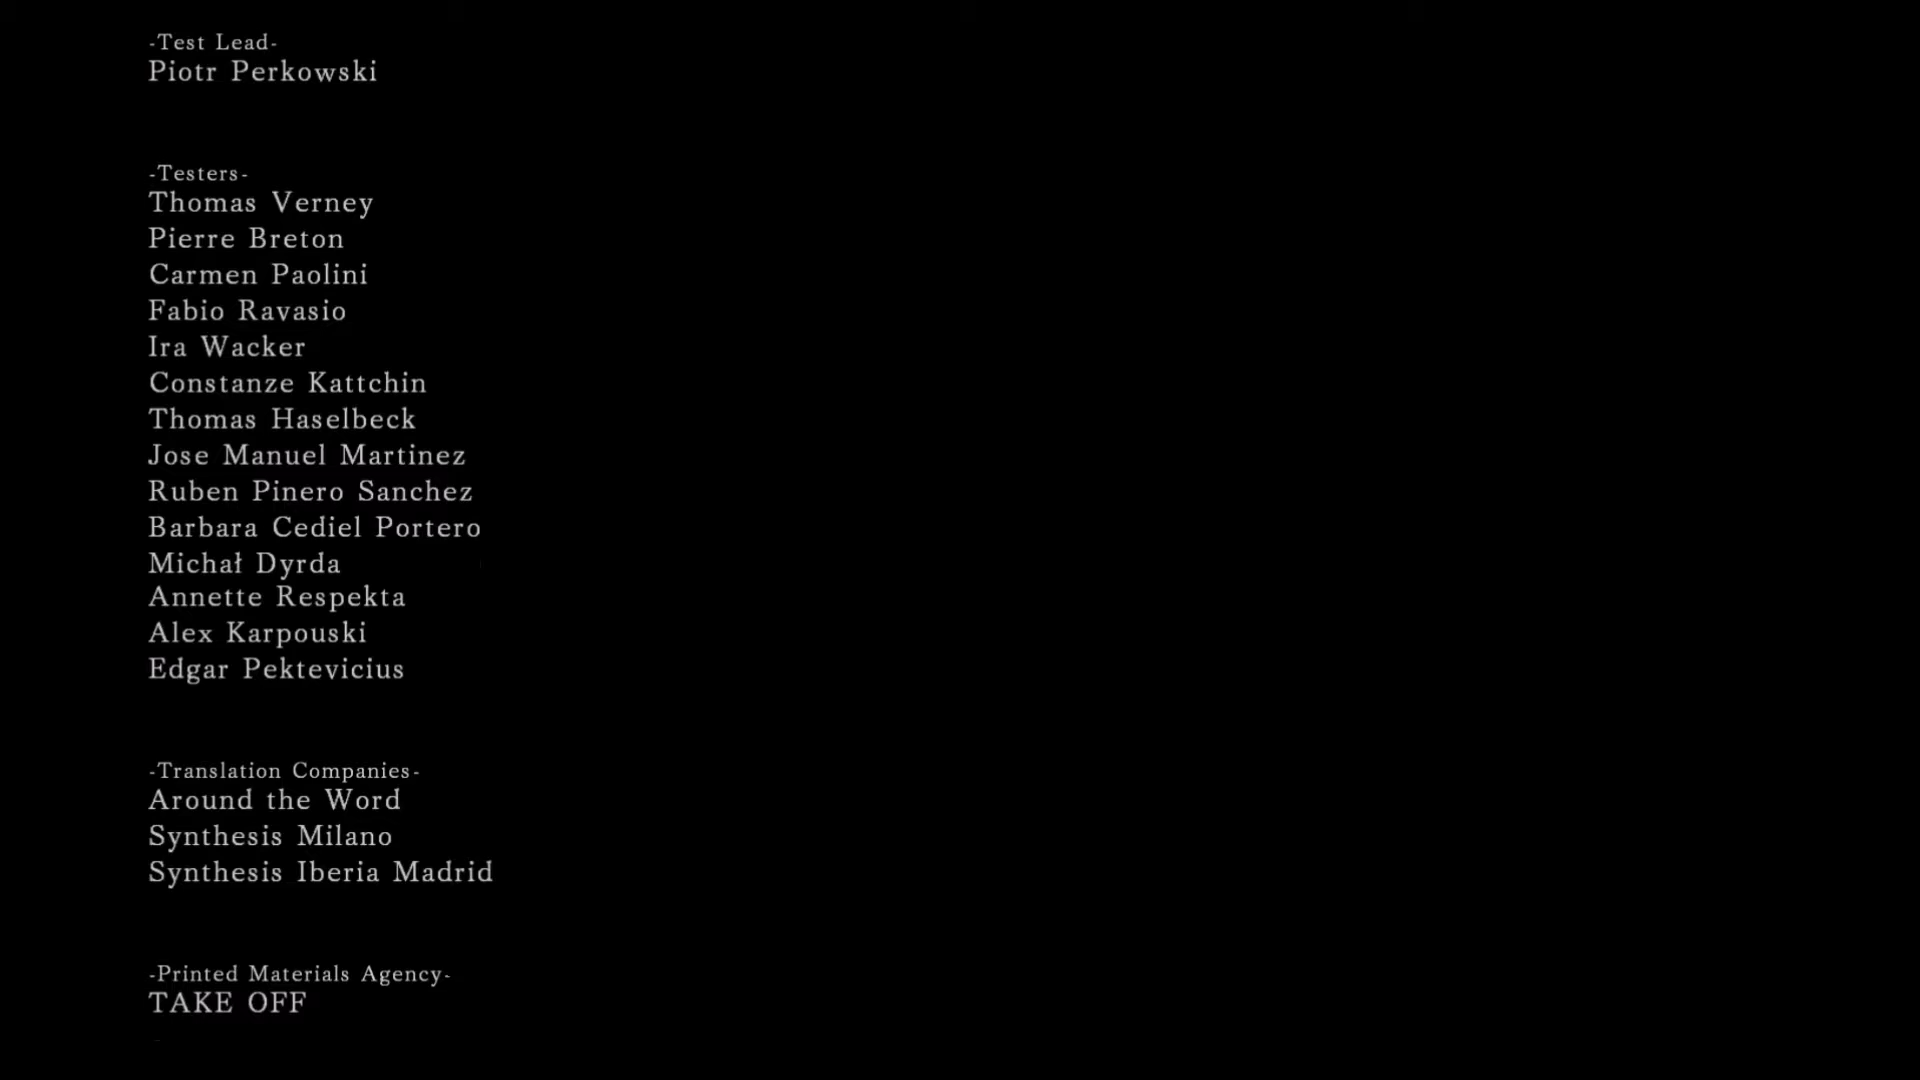 -Test Lead-
Piotr Perkowski
-Testers-
Thomas Verney
Pierre Breton
Carmen Paolini
Fabio Ravasio
Ira Wacker
Constanze Kattchin
Thomas Haselbeck
Jose Manuel Martinez
Ruben Pinero Sanchez
Barbara Cediel Portero
Michał Dyrda
Annette Respekta
Alex Karpouski
Edgar Pektevicius
-Translation Companies-
Around the Word
Synthesis Milano
Synthesis Iberia Madrid
-Printed Materials Agency-
TAKE OFF